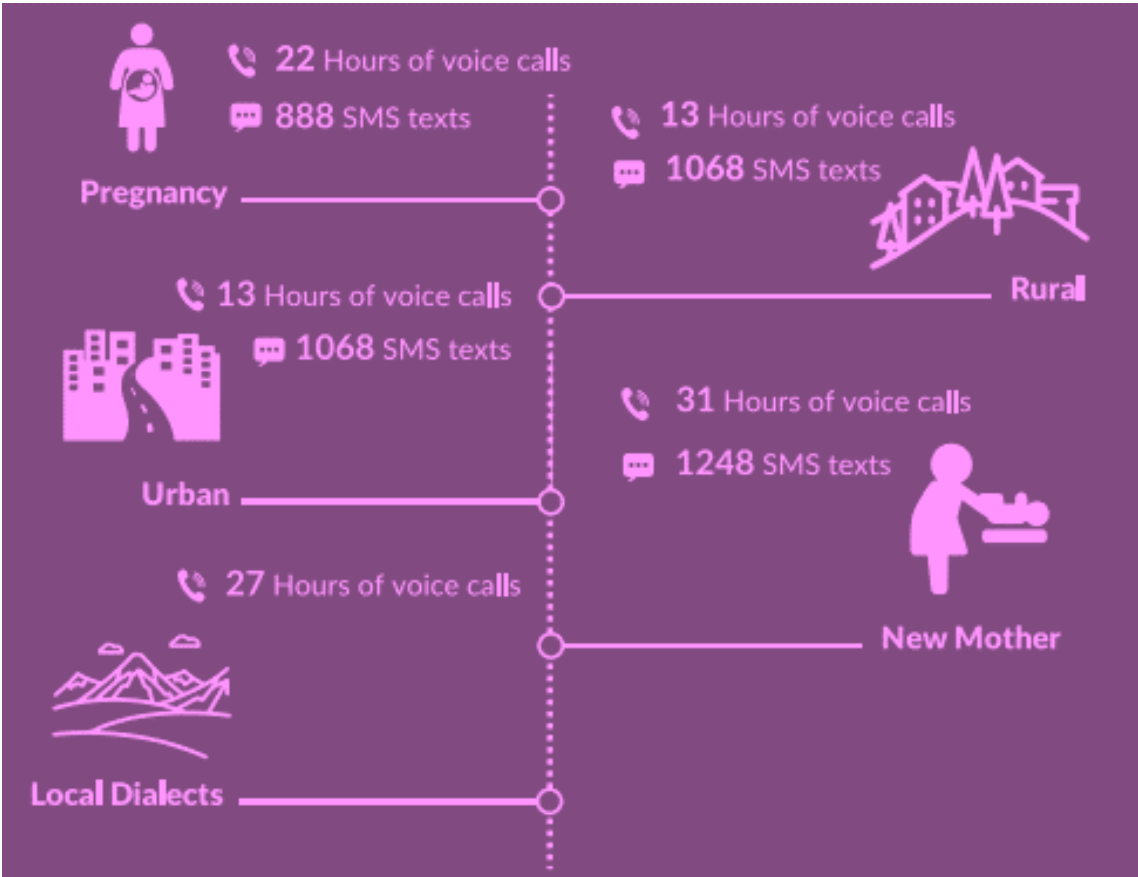 22 Hours of voice calls
888 SMS texts
Pregnancy
13 Hours of voice calls
1068 SMS texts
Rural
13 Hours of voice calls
1068 SMS texts
Urban
31 Hours of voice calls
1248 SMS texts
New Mother
27 Hours of voice calls
Local Dialects